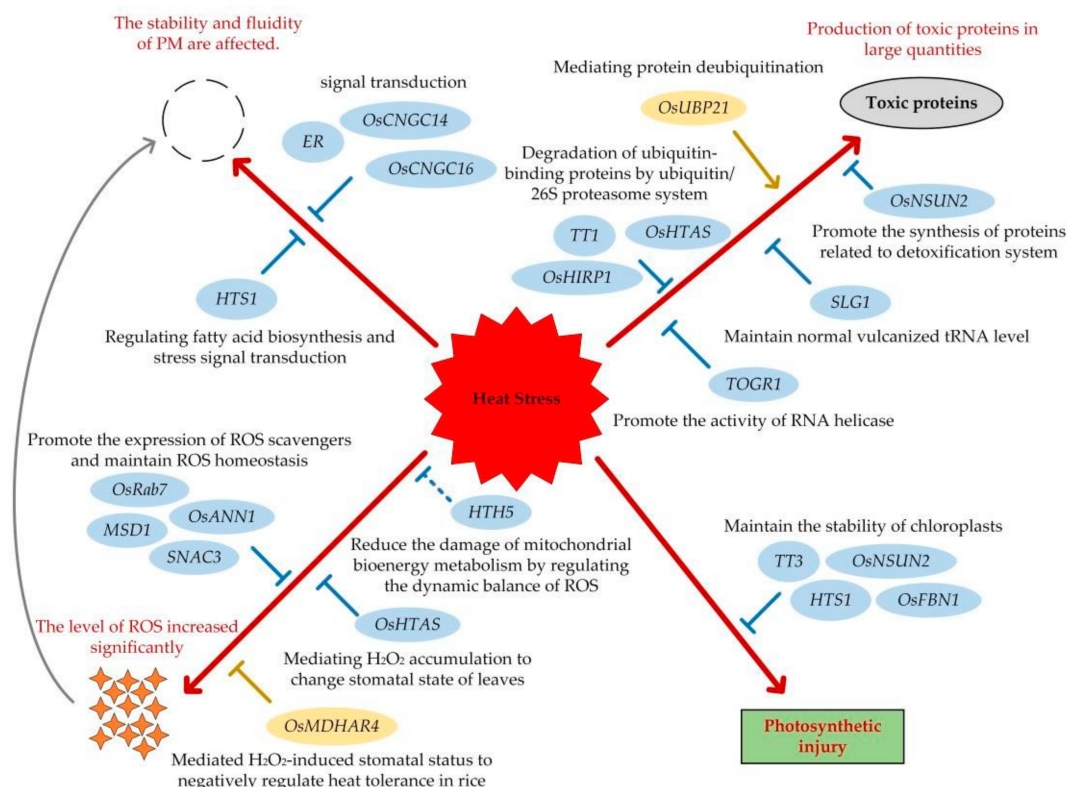 The stability and fluidity
of PM are affected.
signal transduction
OsCNGC14
ER
OsCNGC16
HTS1
Regulating fatty acid biosynthesis and
stress signal transduction
Production of toxic proteins in
large quantities
Mediating protein deubiquitination
OsUBP21
Toxic proteins
Degradation of ubiquitin-
binding proteins by ubiquitin/
26S proteasome system
TT1
OsHTAS
OsHIRP1
OsNSUN2
Promote the synthesis of proteins
related to detoxification system
SLG1
Maintain normal vulcanized tRNA level
TOGR1
Promote the activity of RNA helicase
Heat Stress
Promote the expression of ROS scavengers
and maintain ROS homeostasis
OsRab7
OsANN1
MSD1
SNAC3
HTH5
Reduce the damage of mitochondrial
bioenergy metabolism by regulating
the dynamic balance of ROS
OsHTAS
Mediating H₂O₂ accumulation to
change stomatal state of leaves
The level of ROS increased
significantly
OsMDHAR4
Mediated H₂O₂-induced stomatal status to
negatively regulate heat tolerance in rice
Maintain the stability of chloroplasts
TT3
OsNSUN2
HTS1
OsFBN1
Photosynthetic
injury